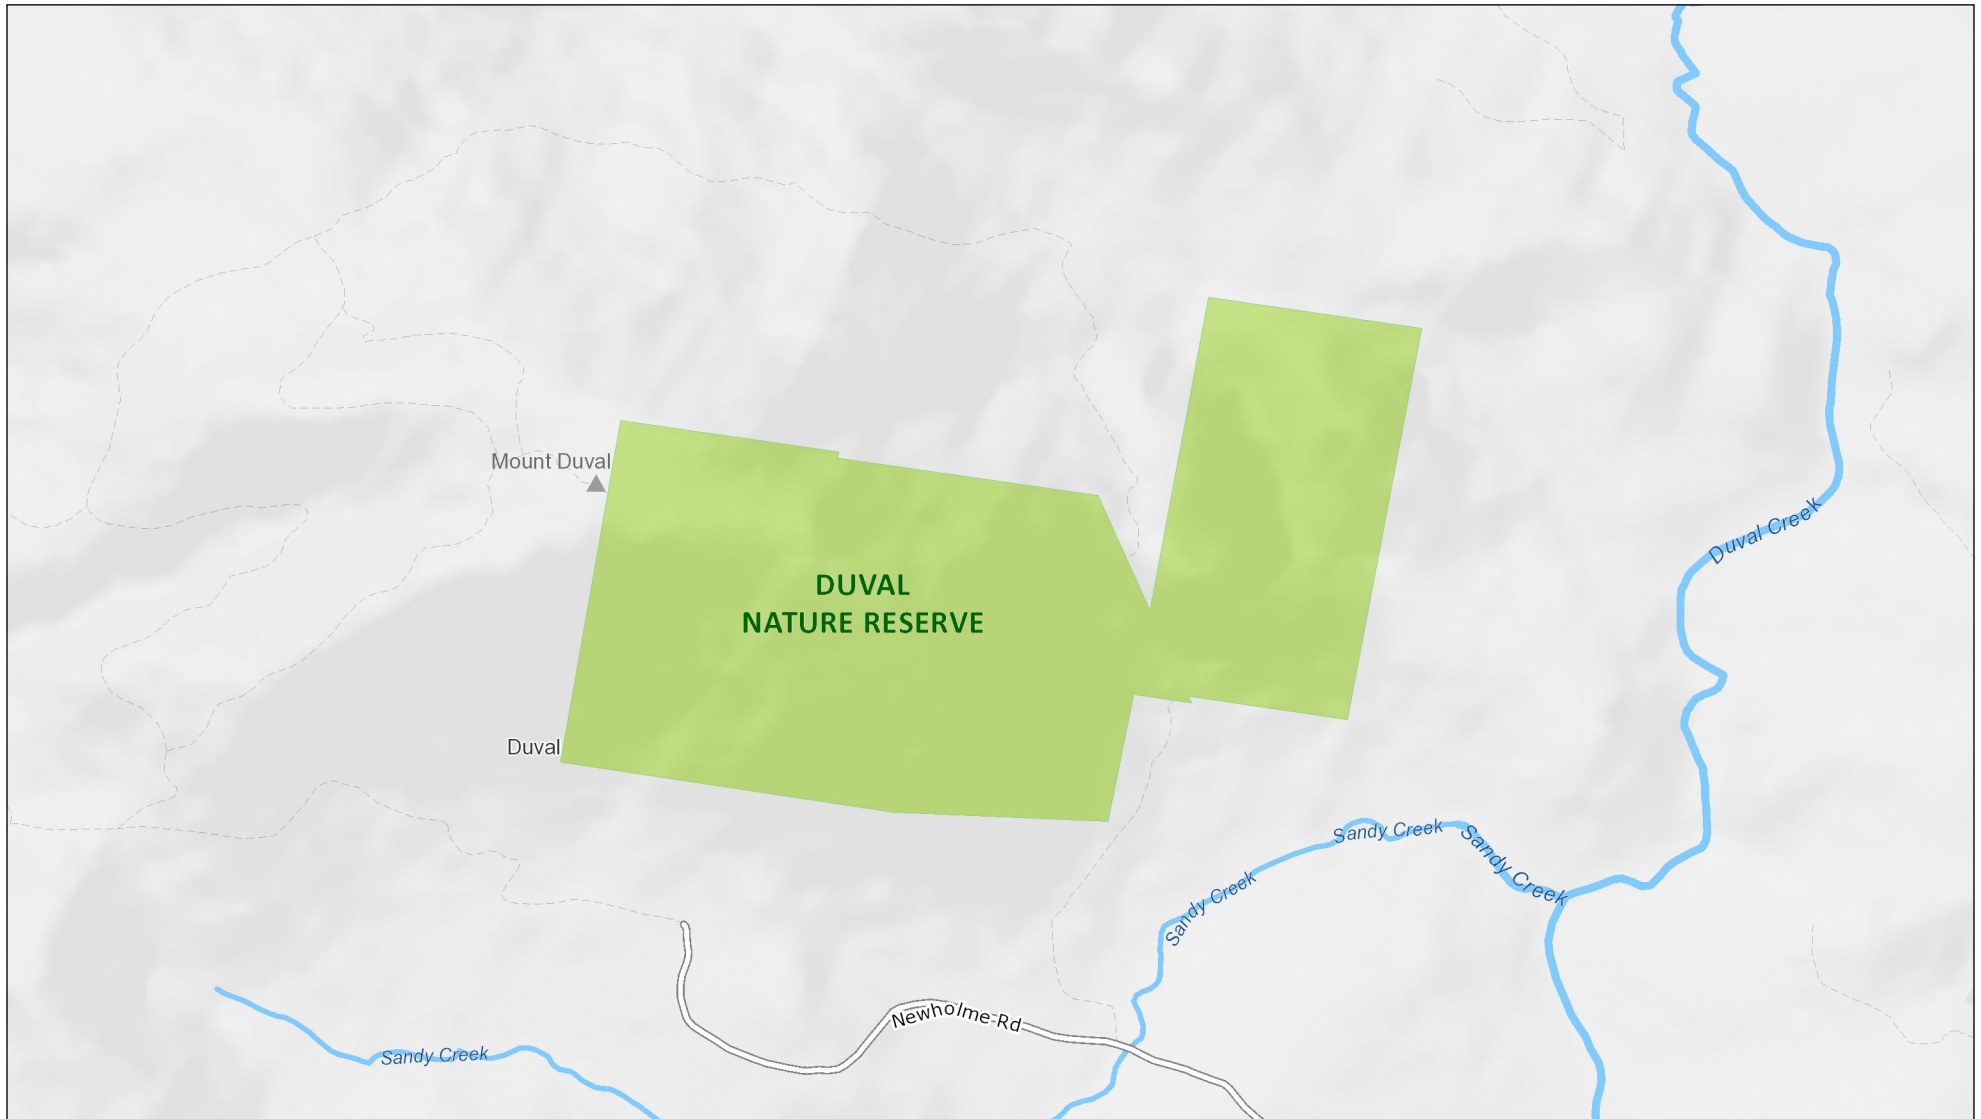 Mount Duval
Duval Creek
DUVAL
NATURE RESERVE
Duval
Sandy Creek
Sandy Creek
Sandy Creek
Newholme Rd
Sandy Creek